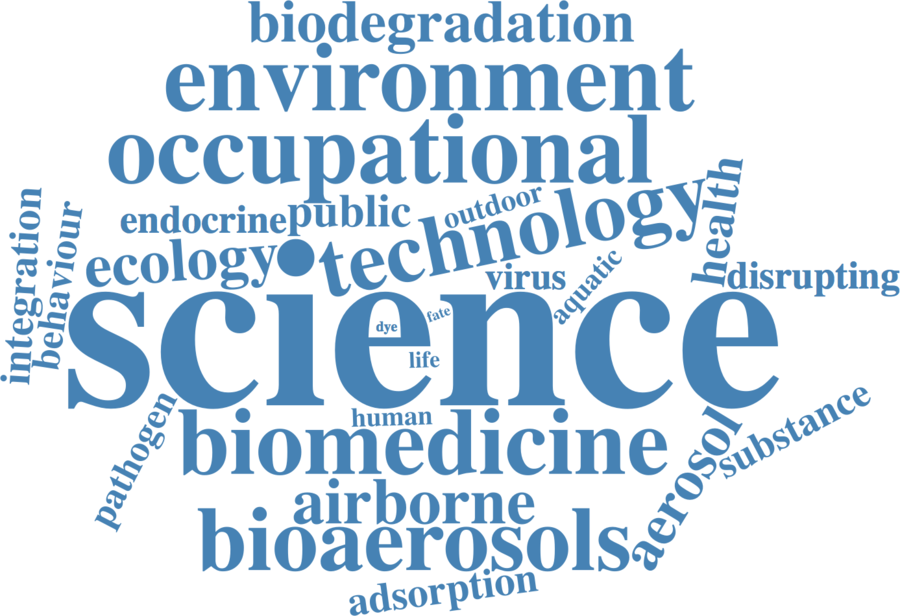 biodegradation
environment
occupational
health
outdoor
public
endocrine
technology
integration
behaviour
ecology
virus
aquatic
disrupting
science
fate
dye
life
human
pathogen
biomedicine
substance
aerosol
airborne
bioaerosols
adsorption